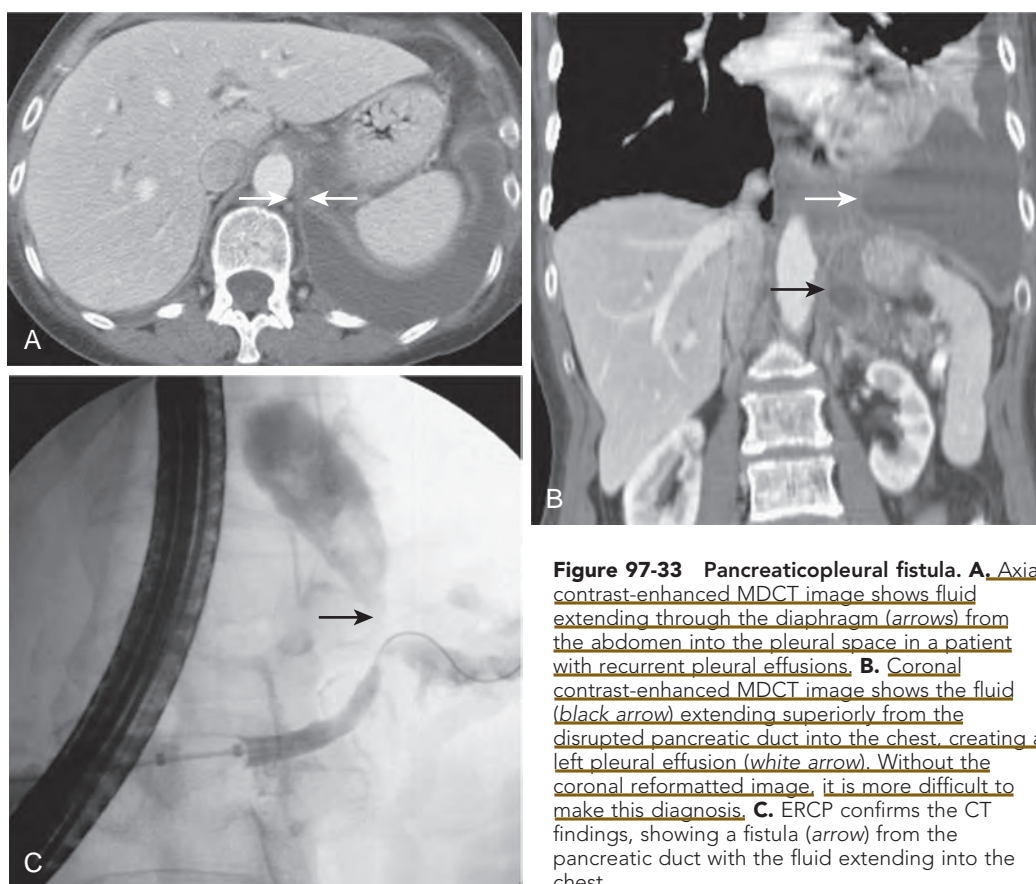 A
B
C
Figure 97-33 Pancreaticopleural fistula. A. Axia
contrast-enhanced MDCT image shows fluid
extending through the diaphragm (arrows) from
the abdomen into the pleural space in a patient
with recurrent pleural effusions. B. Coronal
contrast-enhanced MDCT image shows the fluid
(black arrow) extending superiorly from the
disrupted pancreatic duct into the chest, creating a
left pleural effusion (white arrow). Without the
coronal reformatted image, it is more difficult to
make this diagnosis. C. ERCP confirms the CT
findings, showing a fistula (arrow) from the
pancreatic duct with the fluid extending into the
chest